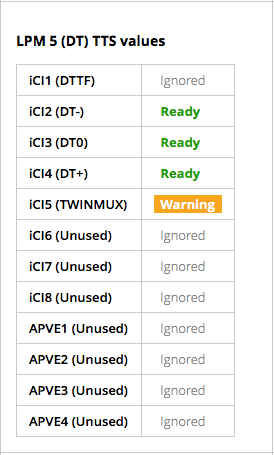 LPM 5 (DT) TTS values
iCI1 (DTTF) Ignored
iCI2 (DT-) Ready
iCI3 (DT0) Ready
iCI4 (DT+) Ready
iCI5 (TWINMUX) Warning
iCI6 (Unused) Ignored
iCI7 (Unused) Ignored
iCI8 (Unused) Ignored
APVE1 (Unused) Ignored
APVE2 (Unused) Ignored
APVE3 (Unused) Ignored
APVE4 (Unused) Ignored